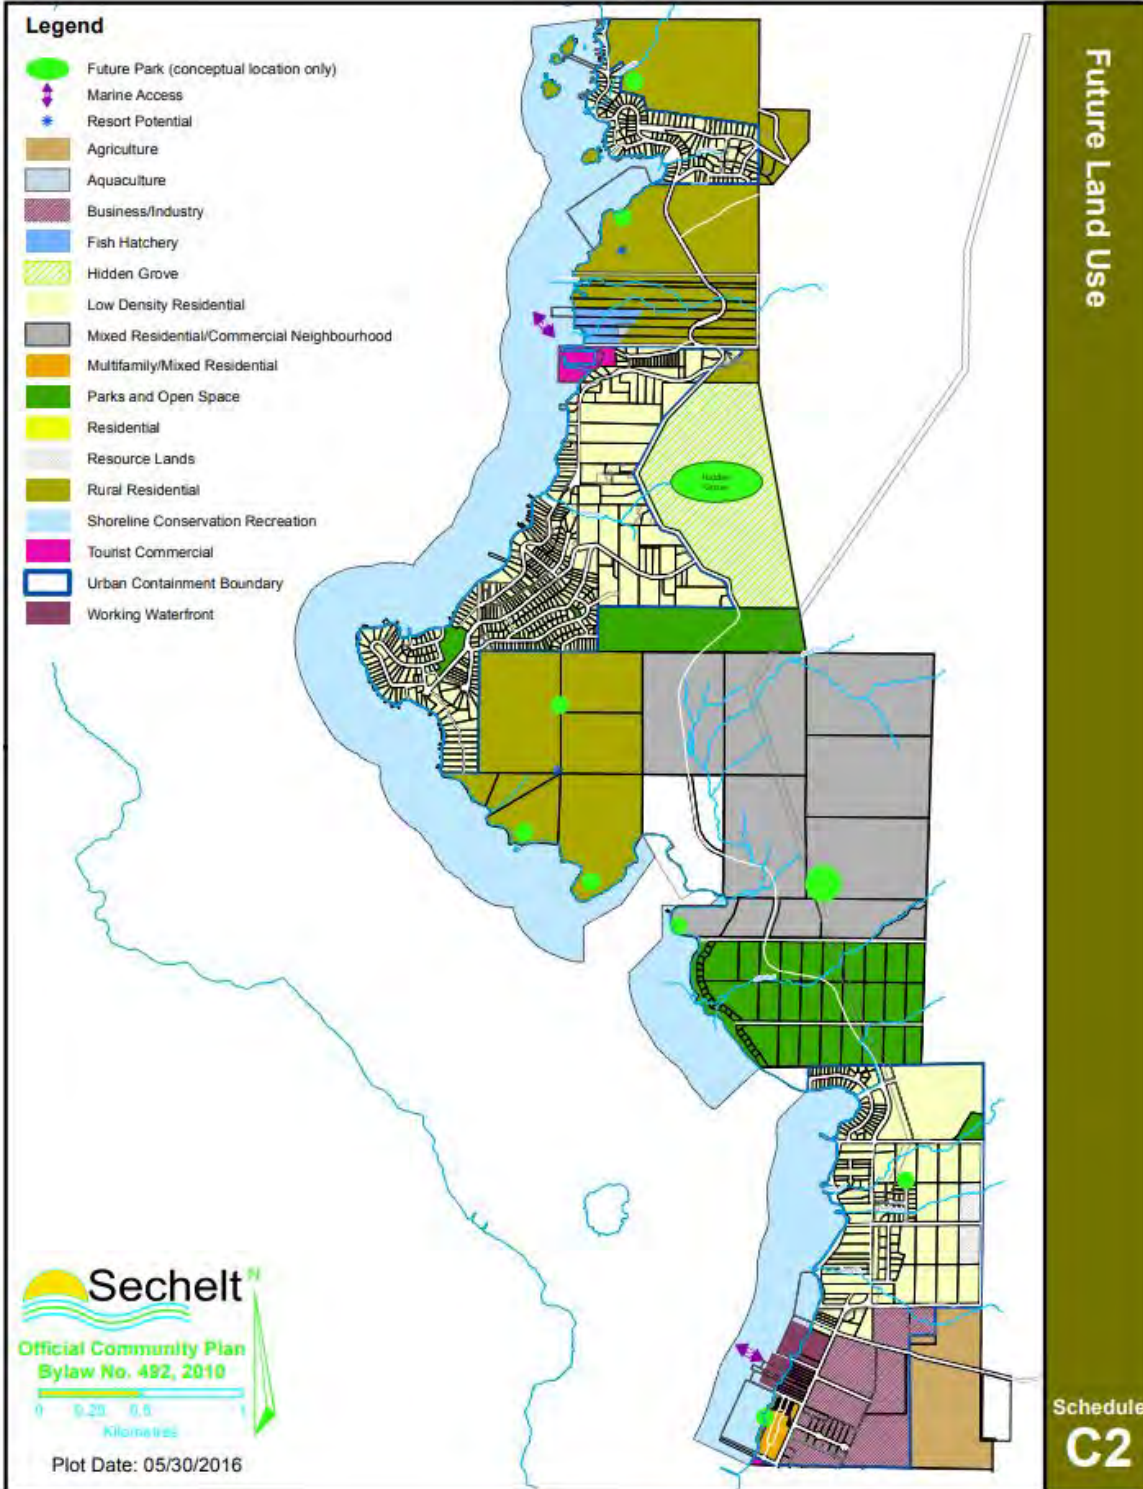 Legend
Future Park (conceptual location only)
Marine Access
Resort Potential
Agriculture
Aquaculture
Business/Industry
Fish Hatchery
Hidden Grove
Low Density Residential
Mixed Residential/Commercial Neighbourhood
Multifamily/Mixed Residential
Parks and Open Space
Residential
Resource Lands
Rural Residential
Shoreline Conservation Recreation
Tourist Commercial
Urban Containment Boundary
Working Waterfront
Hidden
Grove
Sechelt
N
Official Community Plan
Bylaw No. 492, 2010
0 0.25 0.5 1
Kilometres
Plot Date: 05/30/2016
Future Land Use
Schedule
C2